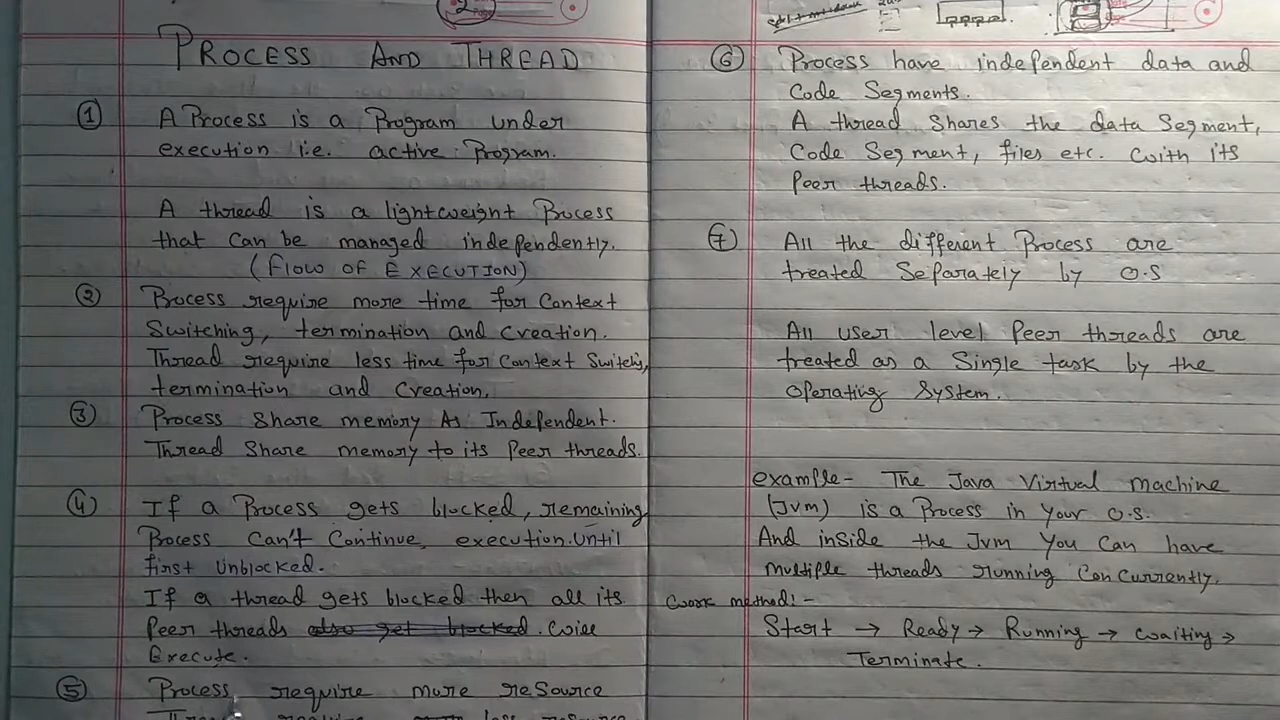 PROCESS AND THREAD
① A Process is a Program under
execution i.e. active Program.
A thread is a lightweight Process
that can be managed independently.
(Flow OF EXECUTION)
② Process require more time for Context
Switching, termination and Creation.
Thread require less time for Context
termination and Creation.
③ Process Share memory As Independent.
Thread Share memory to its Peer threads.
④ If a Process gets blocked, remaining
Process Can't Continue execution until
first Unblocked.
If a thread gets blocked then all its
Peer threads also get blocked. will
Execute.
⑤ Process require more reSource
less
⑥ Process have independent data and
Code Segments.
A thread Shares the data Segment,
Code Segment, files etc. with its
Peer threads.
⑦ All the different Process are
treated Separately by O.S
All user level Peer threads are
treated as a Single task by the
Operating System.
example- The Java Virtual machine
(Jvm) is a Process in your O.S.
And inside the Jvm You Can have
multiple threads running Concurrently.
Work method:-
Start → Ready → Running → waiting →
Terminate.